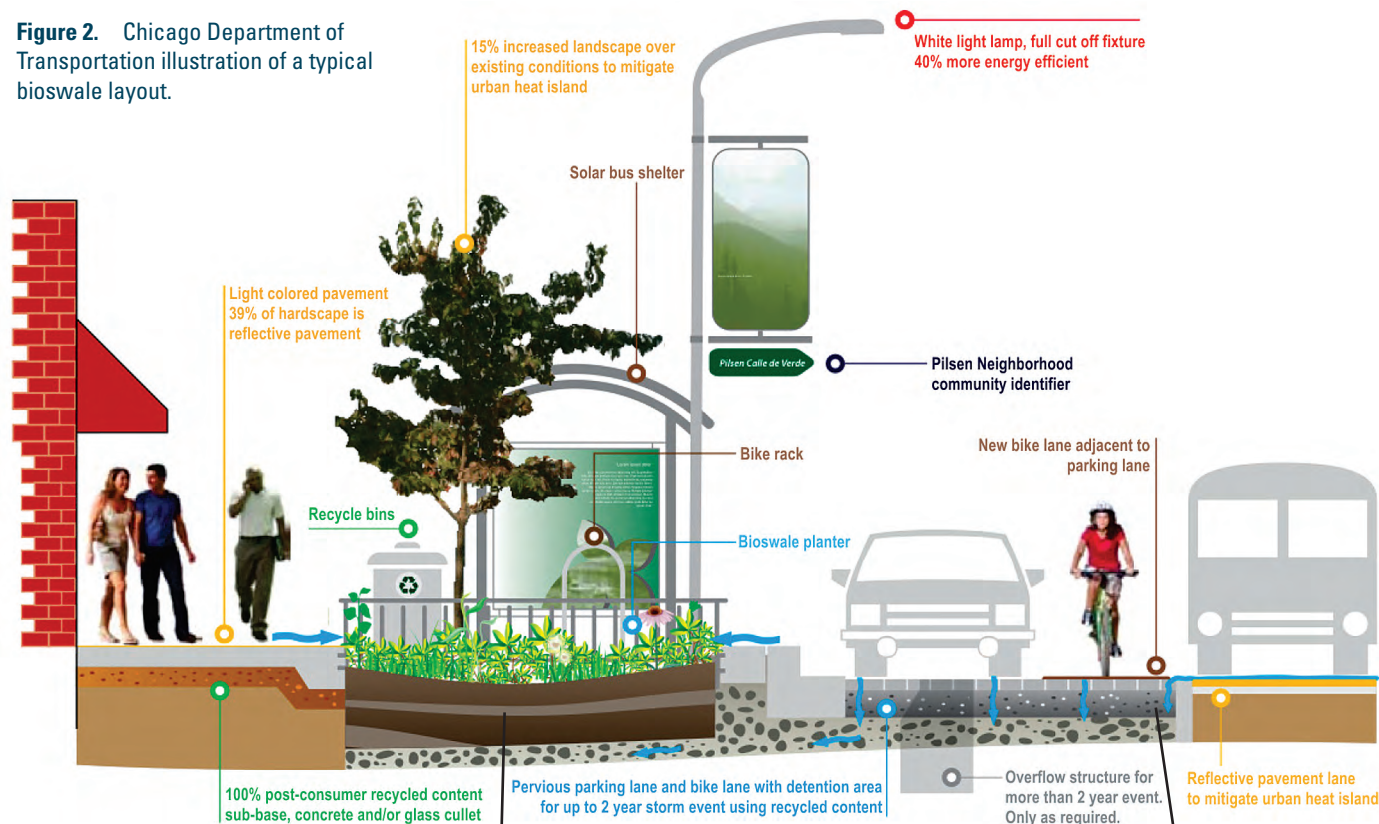 Figure 2. Chicago Department of
Transportation illustration of a typical
bioswale layout.
15% increased landscape over
existing conditions to mitigate
urban heat island
White light lamp, full cut off fixture
40% more energy efficient
Solar bus shelter
Light colored pavement
39% of hardscape is
reflective pavement
Pilsen Calle de Verde
Pilsen Neighborhood
community identifier
Bike rack
New bike lane adjacent to
parking lane
Recycle bins
Bioswale planter
100% post-consumer recycled content
sub-base, concrete and/or glass cullet
Pervious parking lane and bike lane with detention area
for up to 2 year storm event using recycled content
Overflow structure for
more than 2 year event.
Only as required.
Reflective pavement lane
to mitigate urban heat island